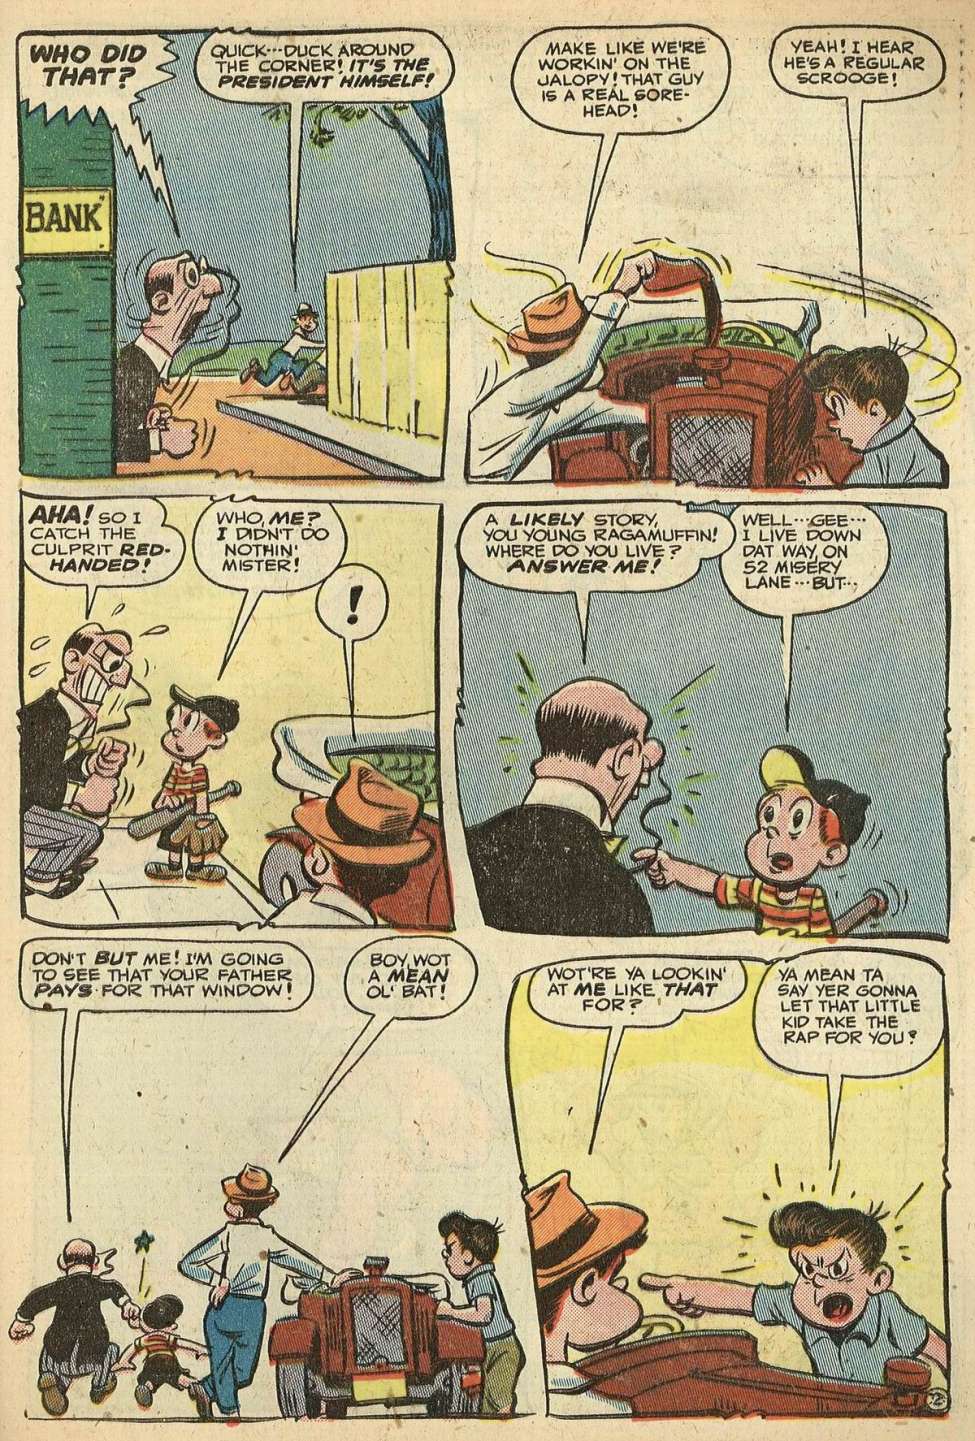 WHO DID
THAT?
QUICK---DUCK AROUND
THE CORNER! IT'S THE
PRESIDENT HIMSELF!
BANK
MAKE LIKE WE'RE
WORKIN' ON THE
JALOPY! THAT GUY
IS A REAL SORE-
HEAD!
YEAH! I HEAR
HE'S A REGULAR
SCROOGE!
AHA! SO I
CATCH THE
CULPRIT RED-
HANDED!
WHO, ME?
I DIDN'T DO
NOTHIN'
MISTER!
!
A LIKELY STORY,
YOU YOUNG RAGAMUFFIN!
WHERE DO YOU LIVE?
ANSWER ME!
WELL---GEE---
I LIVE DOWN
DAT WAY, ON
52 MISERY
LANE---BUT--
DON'T BUT ME! I'M GOING
TO SEE THAT YOUR FATHER
PAYS FOR THAT WINDOW!
BOY, WOT
A MEAN
OL' BAT!
WOT'RE YA LOOKIN'
AT ME LIKE THAT
FOR?
YA MEAN TA
SAY YER GONNA
LET THAT LITTLE
KID TAKE THE
RAP FOR YOU?
2